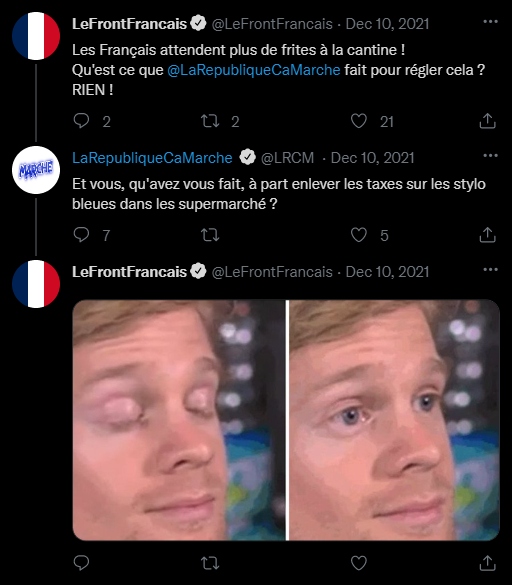 LeFrontFrancais @LeFrontFrancais · Dec 10, 2021
Les Français attendent plus de frites à la cantine !
Qu'est ce que @LaRepubliqueCaMarche fait pour régler cela ?
RIEN !
2 2 21
MARCHE
LaRepubliqueCaMarche @LRCM · Dec 10, 2021
Et vous, qu'avez vous fait, à part enlever les taxes sur les stylo
bleues dans les supermarché ?
7 5
LeFrontFrancais @LeFrontFrancais · Dec 10, 2021